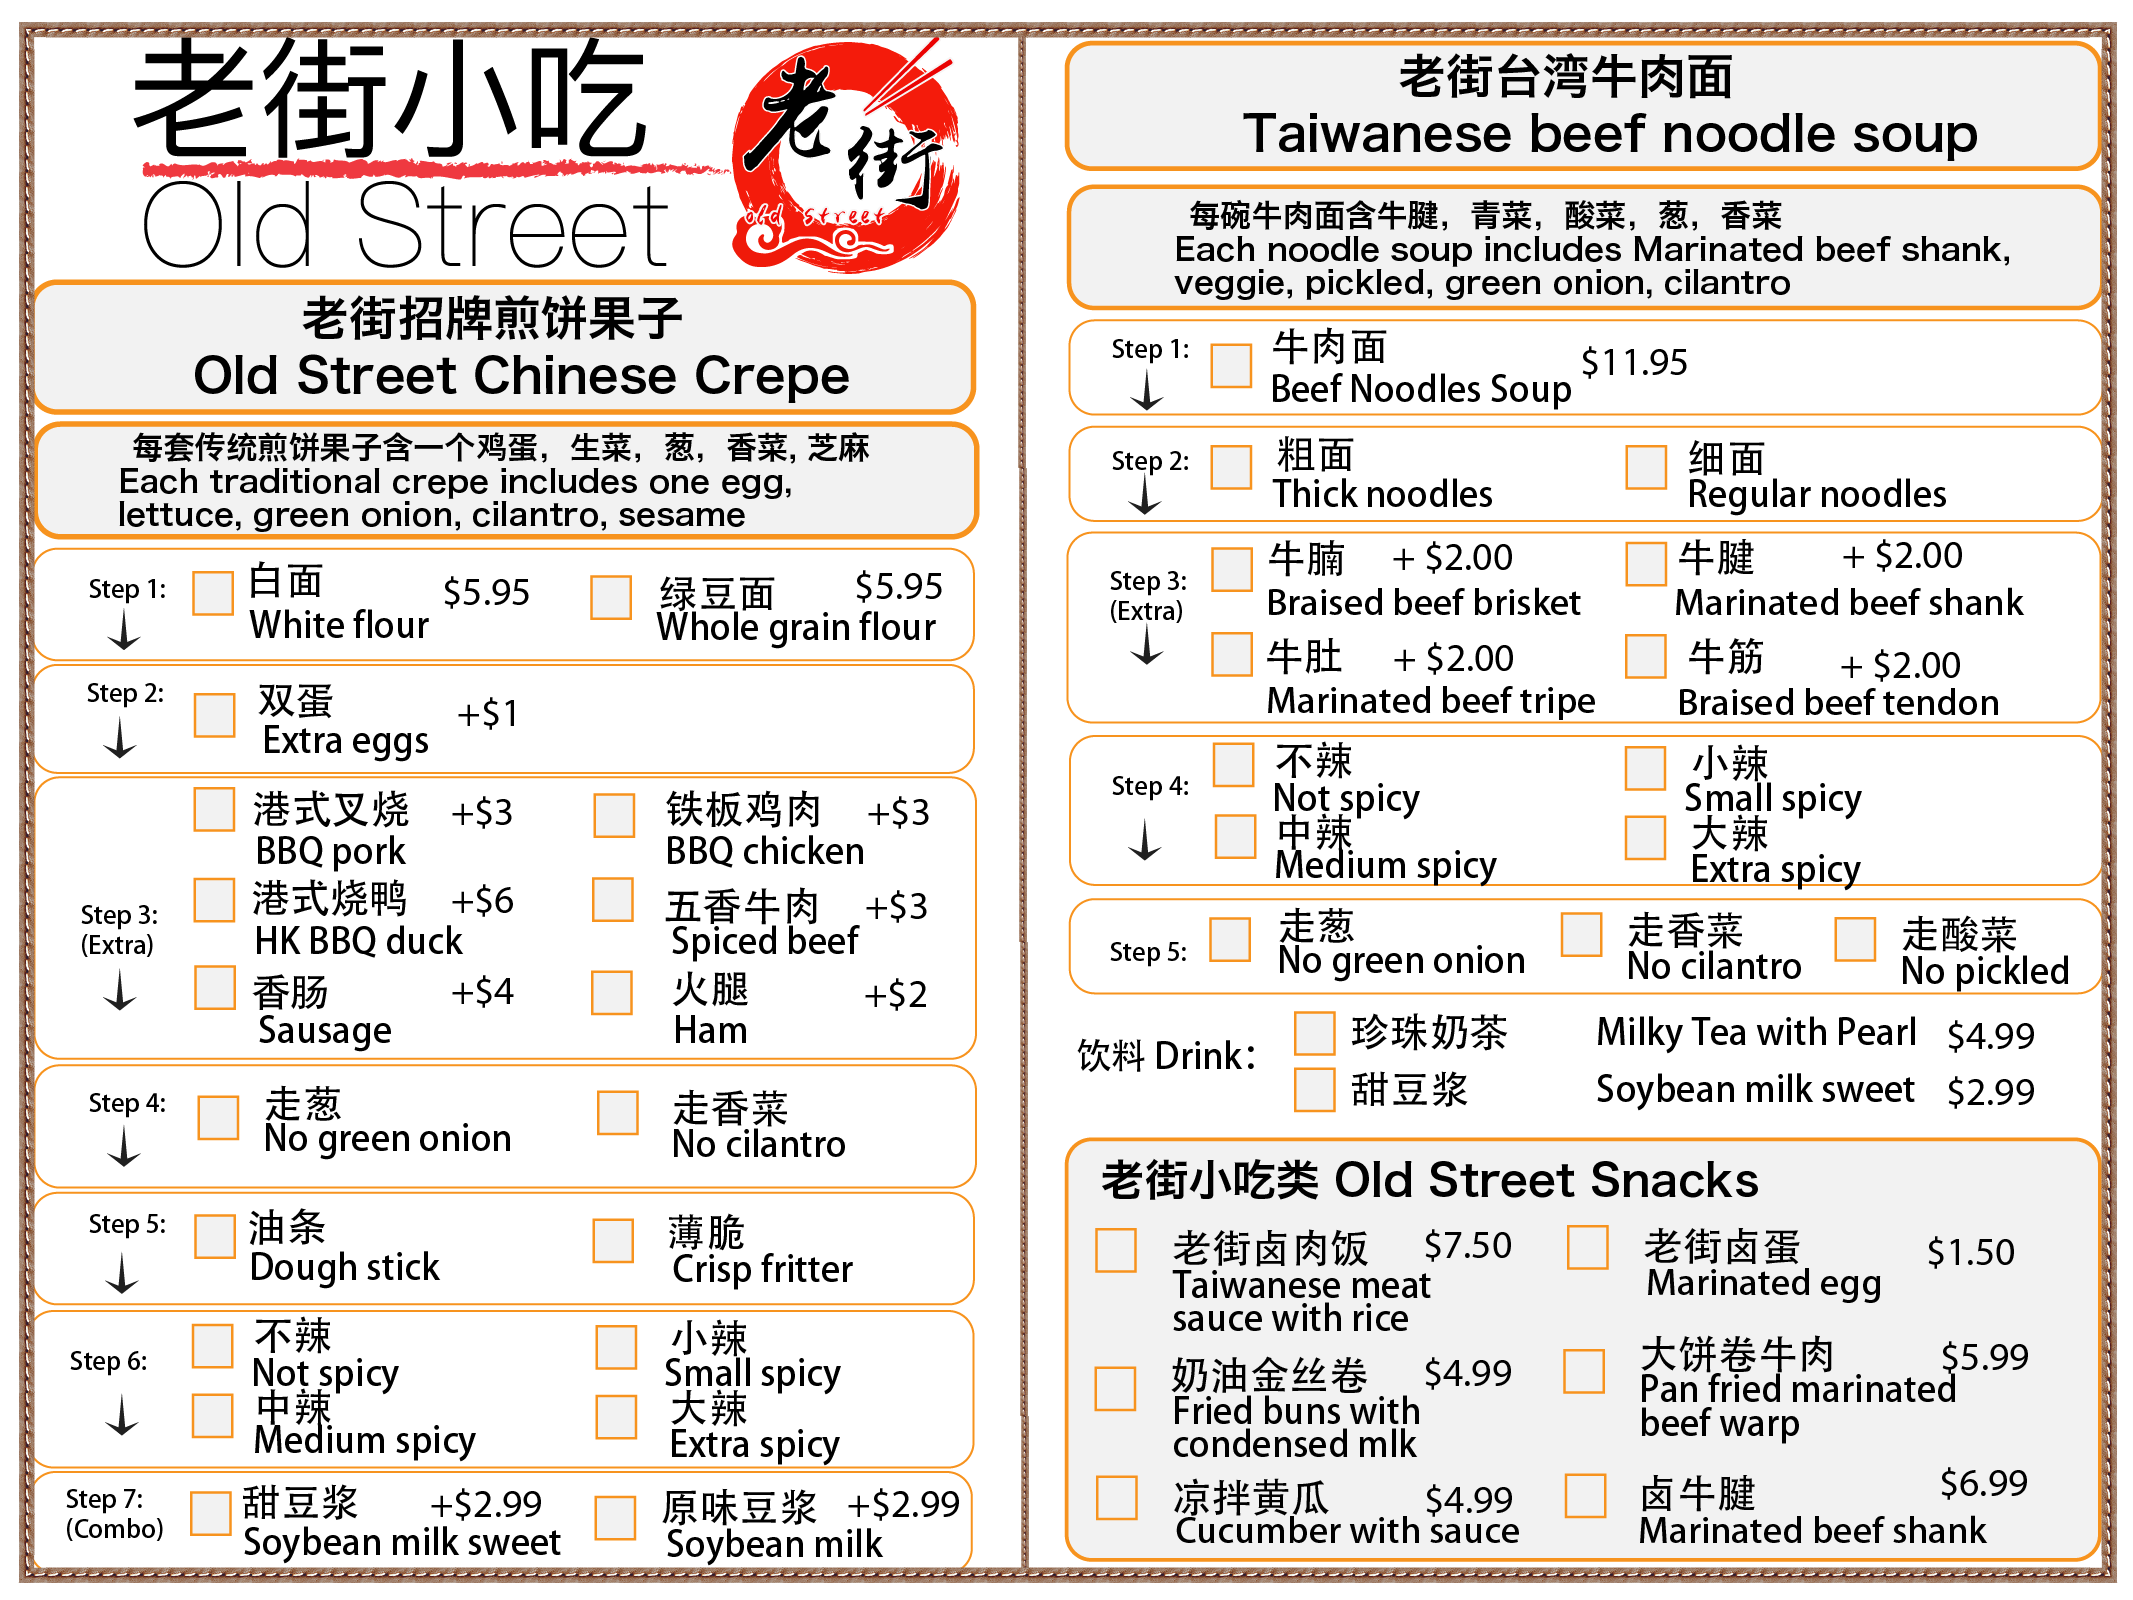 老街小吃
Old Street
老街
old street
老街招牌煎饼果子
Old Street Chinese Crepe
每套传统煎饼果子含一个鸡蛋，生菜，葱，香菜, 芝麻
Each traditional crepe includes one egg,
lettuce, green onion, cilantro, sesame
Step 1:
白面 $5.95
White flour
绿豆面 $5.95
Whole grain flour
Step 2:
双蛋 +$1
Extra eggs
Step 3:
(Extra)
港式叉烧 +$3
BBQ pork
铁板鸡肉 +$3
BBQ chicken
港式烧鸭 +$6
HK BBQ duck
五香牛肉 +$3
Spiced beef
香肠 +$4
Sausage
火腿 +$2
Ham
Step 4:
走葱
No green onion
走香菜
No cilantro
Step 5:
油条
Dough stick
薄脆
Crisp fritter
Step 6:
不辣
Not spicy
小辣
Small spicy
中辣
Medium spicy
大辣
Extra spicy
Step 7:
(Combo)
甜豆浆 +$2.99
Soybean milk sweet
原味豆浆 +$2.99
Soybean milk
老街台湾牛肉面
Taiwanese beef noodle soup
每碗牛肉面含牛腱，青菜，酸菜，葱，香菜
Each noodle soup includes Marinated beef shank,
veggie, pickled, green onion, cilantro
Step 1:
牛肉面 $11.95
Beef Noodles Soup
Step 2:
粗面
Thick noodles
细面
Regular noodles
Step 3:
(Extra)
牛腩 + $2.00
Braised beef brisket
牛腱 + $2.00
Marinated beef shank
牛肚 + $2.00
Marinated beef tripe
牛筋 + $2.00
Braised beef tendon
Step 4:
不辣
Not spicy
小辣
Small spicy
中辣
Medium spicy
大辣
Extra spicy
Step 5:
走葱
No green onion
走香菜
No cilantro
走酸菜
No pickled
饮料 Drink：
珍珠奶茶 Milky Tea with Pearl $4.99
甜豆浆 Soybean milk sweet $2.99
老街小吃类 Old Street Snacks
老街卤肉饭 $7.50
Taiwanese meat
sauce with rice
老街卤蛋 $1.50
Marinated egg
奶油金丝卷 $4.99
Fried buns with
condensed mlk
大饼卷牛肉 $5.99
Pan fried marinated
beef warp
凉拌黄瓜 $4.99
Cucumber with sauce
卤牛腱 $6.99
Marinated beef shank